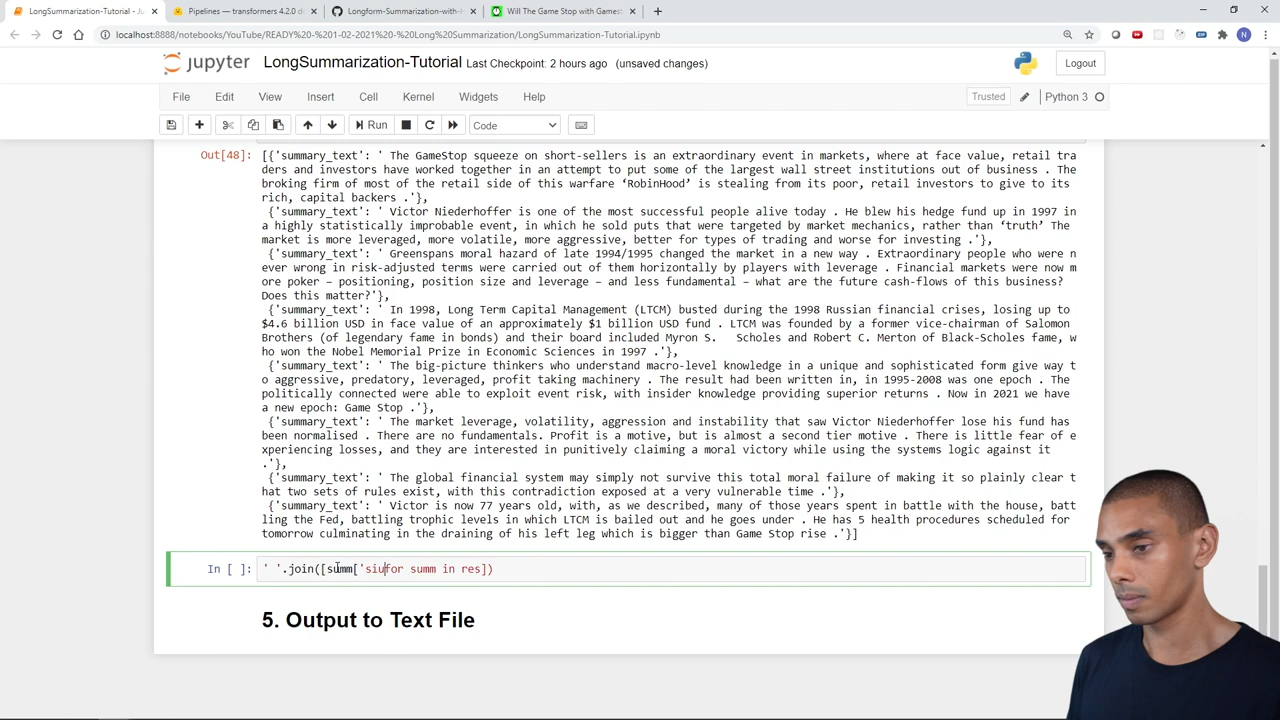 LongSummarization-Tutorial - Ju
Pipelines — transformers 4.2.0 d
Longform-Summarization-with-
Will The Game Stop with Games
localhost:8888/notebooks/YouTube/READY%20-%201-02-2021%20-%20Long%20Summarization/LongSummarization-Tutorial.ipynb
N
jupyter LongSummarization-Tutorial Last Checkpoint: 2 hours ago (unsaved changes)
Logout
File Edit View Insert Cell Kernel Widgets Help
Trusted Python 3
Run Code
Out[48]: [{'summary_text': ' The GameStop squeeze on short-sellers is an extraordinary event in markets, where at face value, retail tra
ders and investors have worked together in an attempt to put some of the largest wall street institutions out of business . The
broking firm of most of the retail side of this warfare ‘RobinHood’ is stealing from its poor, retail investors to give to its
rich, capital backers .'},
{'summary_text': ' Victor Niederhoffer is one of the most successful people alive today . He blew his hedge fund up in 1997 in
a highly statistically improbable event, in which he sold puts that were targeted by market mechanics, rather than ‘truth’ The
market is more leveraged, more volatile, more aggressive, better for types of trading and worse for investing .'},
{'summary_text': ' Greenspans moral hazard of late 1994/1995 changed the market in a new way . Extraordinary people who were n
ever wrong in risk-adjusted terms were carried out of them horizontally by players with leverage . Financial markets were now m
ore poker – positioning, position size and leverage – and less fundamental – what are the future cash-flows of this business?
Does this matter?'},
{'summary_text': ' In 1998, Long Term Capital Management (LTCM) busted during the 1998 Russian financial crises, losing up to
$4.6 billion USD in face value of an approximately $1 billion USD fund . LTCM was founded by a former vice-chairman of Salomon
Brothers (of legendary fame in bonds) and their board included Myron S.   Scholes and Robert C. Merton of Black-Scholes fame, w
ho won the Nobel Memorial Prize in Economic Sciences in 1997 .'},
{'summary_text': ' The big-picture thinkers who understand macro-level knowledge in a unique and sophisticated form give way t
o aggressive, predatory, leveraged, profit taking machinery . The result had been written in, in 1995-2008 was one epoch . The
politically connected were able to exploit event risk, with insider knowledge providing superior returns . Now in 2021 we have
a new epoch: Game Stop .'},
{'summary_text': ' The market leverage, volatility, aggression and instability that saw Victor Niederhoffer lose his fund has
been normalised . There are no fundamentals. Profit is a motive, but is almost a second tier motive . There is little fear of e
xperiencing losses, and they are interested in punitively claiming a moral victory while using the systems logic against it
.'},
{'summary_text': ' The global financial system may simply not survive this total moral failure of making it so plainly clear t
hat two sets of rules exist, with this contradiction exposed at a very vulnerable time .'},
{'summary_text': ' Victor is now 77 years old, with, as we described, many of those years spent in battle with the house, batt
ling the Fed, battling trophic levels in which LTCM is bailed out and he goes under . He has 5 health procedures scheduled for
tomorrow culminating in the draining of his left leg which is bigger than Game Stop rise .'}]
In [ ]: ' '.join([summ['siufor summ in res])
5. Output to Text File